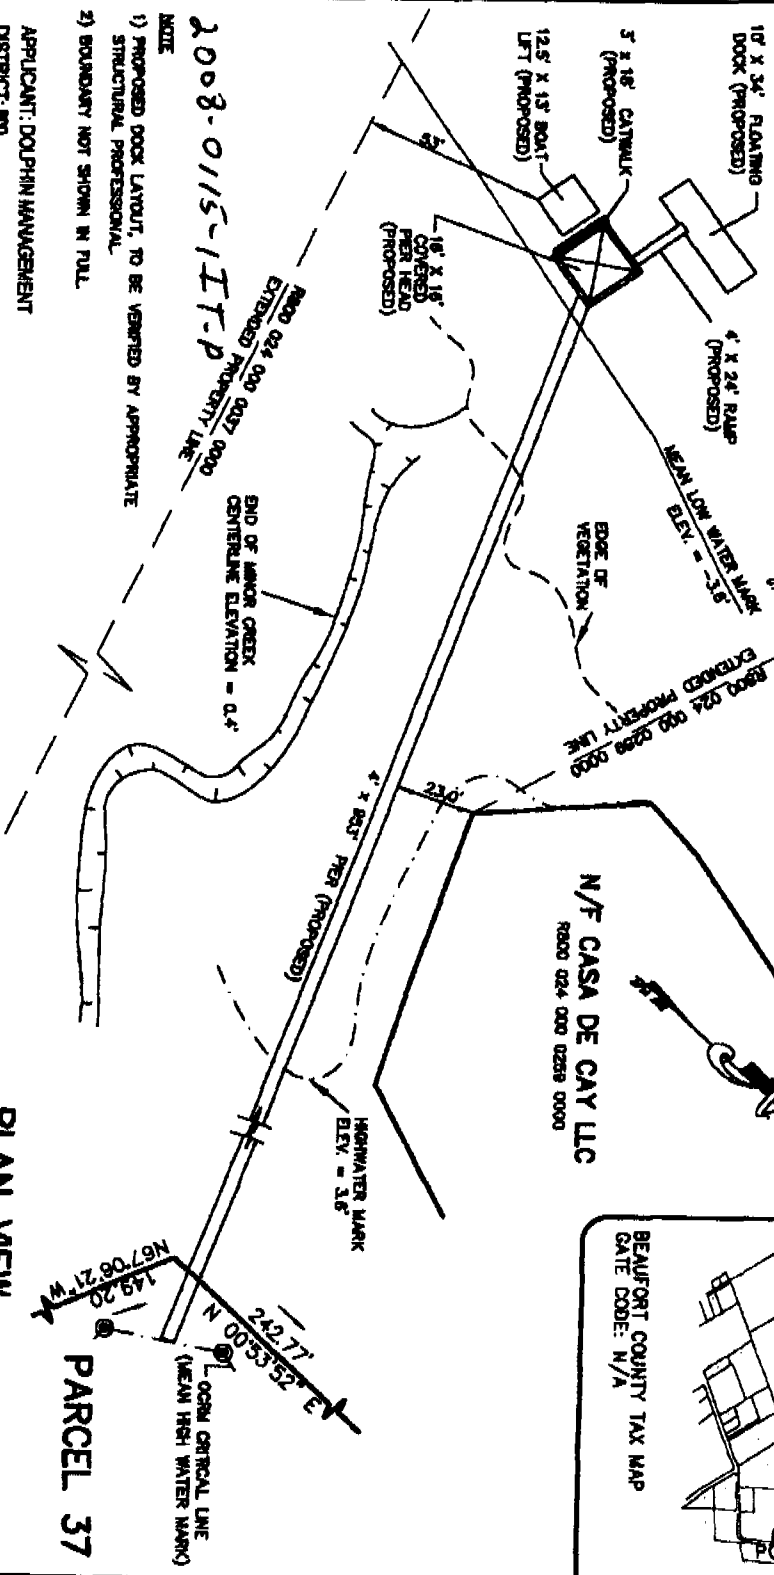 10' X 34' FLOATING
DOCK (PROPOSED)
5' x 18' CATWALK
(PROPOSED)
12.5' X 13' BOAT
LIFT (PROPOSED)
53'
16' X 16'
COVERED
PIER HEAD
(PROPOSED)
4' X 24' RAMP
(PROPOSED)
MEAN LOW WATER MARK
ELEV. = -3.6'
EDGE OF
VEGETATION
R800 024 000 0259 0000
EXTENDED PROPERTY LINE
R800 024 000 0037 0000
EXTENDED PROPERTY LINE
2008-0115-1IT-P
NOTE
1) PROPOSED DOCK LAYOUT, TO BE VERIFIED BY APPROPRIATE
STRUCTURAL PROFESSIONAL
2) BOUNDARY NOT SHOWN IN FULL
APPLICANT: DOLPHIN MANAGEMENT
END OF MINOR CREEK
CENTERLINE ELEVATION = 0.4'
23.0'
PIER (PROPOSED)
N/F CASA DE CAY LLC
R800 024 000 0259 0000
HIGHWATER MARK
ELEV. = 3.6'
BEAUFORT COUNTY TAX MAP
GATE CODE: N/A
N67°06'21" W
149.20
242.77'
N 00°53'52" E
OCRM CRITICAL LINE
(MEAN HIGH WATER MARK)
PARCEL 37
PLAN VIEW